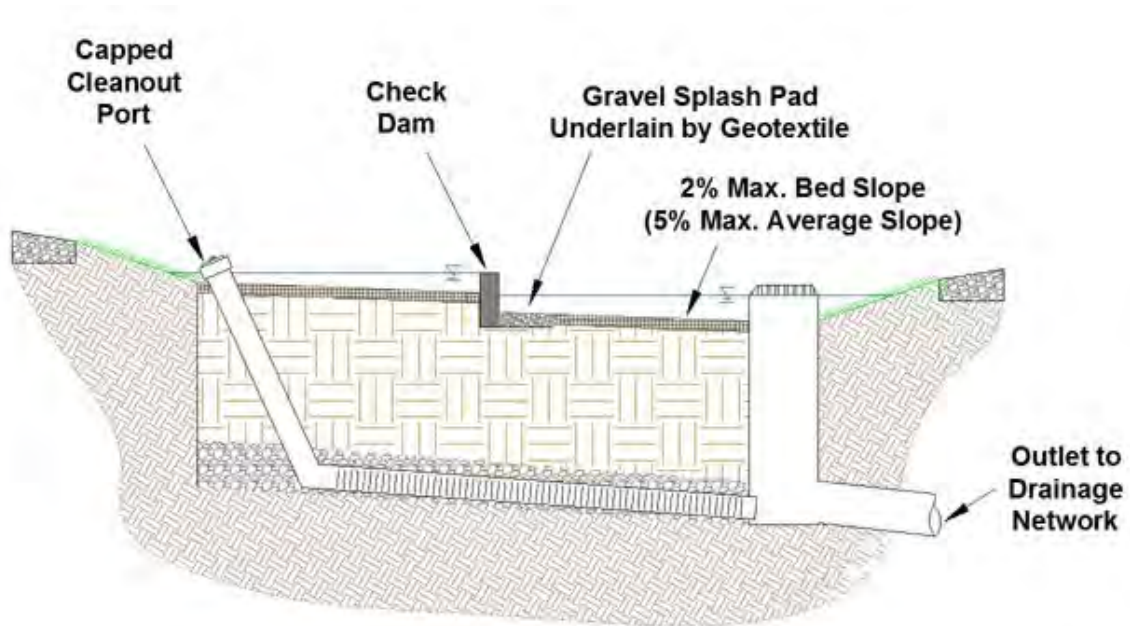 Capped
Cleanout
Port
Check
Dam
Gravel Splash Pad
Underlain by Geotextile
2% Max. Bed Slope
(5% Max. Average Slope)
Outlet to
Drainage
Network